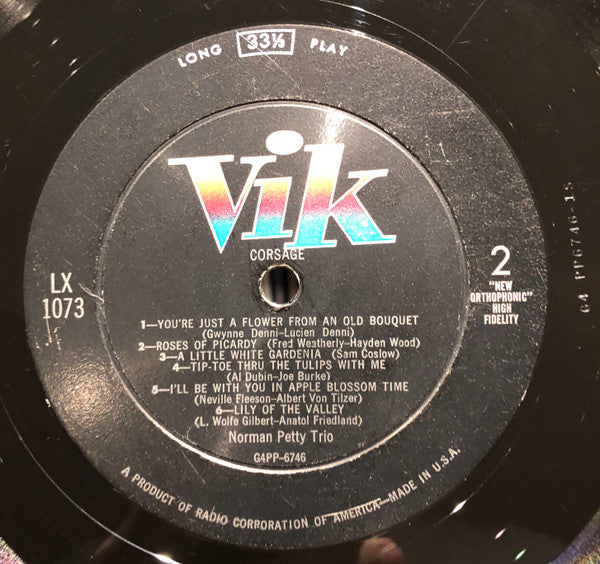 LONG 33⅓ PLAY
Vik
CORSAGE
LX
1073
2
"NEW
ORTHOPHONIC"
HIGH
FIDELITY
1—YOU'RE JUST A FLOWER FROM AN OLD BOUQUET
(Gwynne Denni–Lucien Denni)
2—ROSES OF PICARDY (Fred Weatherly–Hayden Wood)
3—A LITTLE WHITE GARDENIA (Sam Coslow)
4—TIP-TOE THRU THE TULIPS WITH ME
(Al Dubin–Joe Burke)
5—I'LL BE WITH YOU IN APPLE BLOSSOM TIME
(Neville Fleeson–Albert Von Tilzer)
6—LILY OF THE VALLEY
(L. Wolfe Gilbert–Anatol Friedland)
Norman Petty Trio
G4PP-6746
A PRODUCT OF RADIO CORPORATION OF AMERICA—MADE IN U.S.A.
G4 PP6746-1S